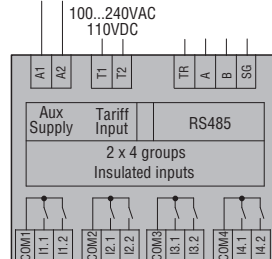 100...240VAC
110VDC
A1 A2 T1 T2 TR A B SG
Aux Supply Tariff Input RS485
2 x 4 groups
Insulated inputs
COM1 I1.1 I1.2 COM2 I2.1 I2.2 COM3 I3.1 I3.2 COM4 I4.1 I4.2